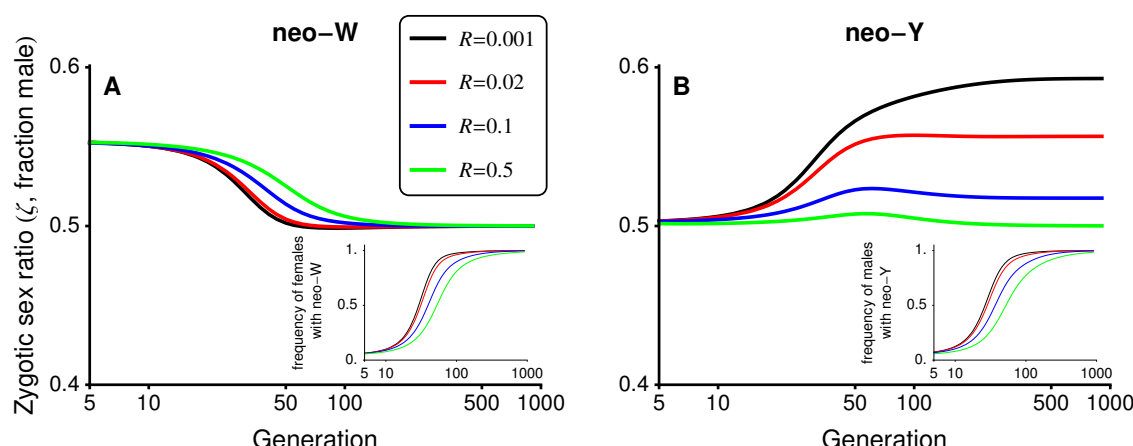 neo−W
neo−Y
R=0.001
R=0.02
R=0.1
R=0.5
Zygotic sex ratio (ζ, fraction male)
A
0.6
0.5
0.4
5 10 50 100 500 1000
Generation
frequency of females
with neo−W
1.
0.5
0.
5 10 100 1000
B
0.6
0.5
0.4
5 10 50 100 500 1000
Generation
frequency of males
with neo−Y
1.
0.5
0.
5 10 100 1000